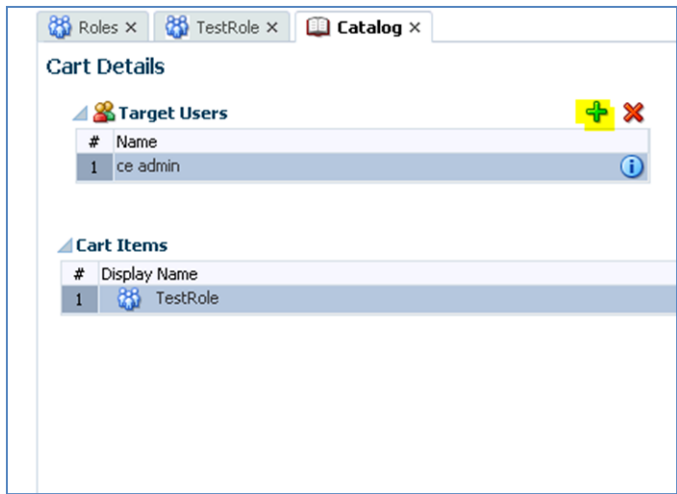 Roles TestRole Catalog
Cart Details
Target Users
# Name
1 ce admin
Cart Items
# Display Name
1 TestRole